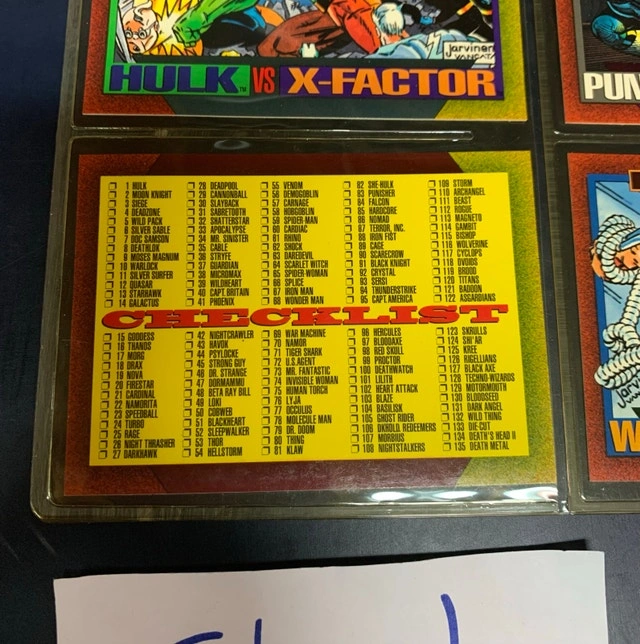 Jarvinen
HULK™ VS X-FACTOR
PUN
1 HULK
2 MOON KNIGHT
3 SIEGE
4 DEADZONE
5 WILD PACK
6 SILVER SABLE
7 DOC SAMSON
8 DEATHLOK
9 MOSES MAGNUM
10 WARLOCK
11 SILVER SURFER
12 QUASAR
13 STARHAWK
14 GALACTUS
28 DEADPOOL
29 CANNONBALL
30 SLAYBACK
31 SABRETOOTH
32 SHATTERSTAR
33 APOCALYPSE
34 MR. SINISTER
35 CABLE
36 STRYFE
37 GUARDIAN
38 MICROMAX
39 WILDHEART
40 CAPT. BRITAIN
41 PHOENIX
55 VENOM
56 DEMOGOBLIN
57 CARNAGE
58 HOBGOBLIN
59 SPIDER-MAN
60 CARDIAC
61 RHINO
62 SHOCK
63 DAREDEVIL
64 SCARLET WITCH
65 SPIDER-WOMAN
66 SPLICE
67 IRON MAN
68 WONDER MAN
82 SHE-HULK
83 PUNISHER
84 FALCON
85 HARDCORE
86 NOMAD
87 TERROR, INC.
88 IRON FIST
89 CAGE
90 SCARECROW
91 BLACK KNIGHT
92 CRYSTAL
93 SERSI
94 THUNDERSTRIKE
95 CAPT. AMERICA
109 STORM
110 ARCHANGEL
111 BEAST
112 ROGUE
113 MAGNETO
114 GAMBIT
115 BISHOP
116 WOLVERINE
117 CYCLOPS
118 UVORIS
119 BROOD
120 TITANS
121 BADOON
122 ASGARDIANS
CHECKLIST
15 GODDESS
16 THANOS
17 MORG
18 DRAX
19 NOVA
20 FIRESTAR
21 CARDINAL
22 NAMORITA
23 SPEEDBALL
24 TURBO
25 RAGE
26 NIGHT THRASHER
27 DARKHAWK
42 NIGHTCRAWLER
43 HAVOK
44 PSYLOCKE
45 STRONG GUY
46 DR. STRANGE
47 DORMAMMU
48 BETA RAY BILL
49 LOKI
50 COBWEB
51 BLACKHEART
52 SLEEPWALKER
53 THOR
54 HELLSTORM
69 WAR MACHINE
70 NAMOR
71 TIGER SHARK
72 U.S.AGENT
73 MR. FANTASTIC
74 INVISIBLE WOMAN
75 HUMAN TORCH
76 LYJA
77 OCCULUS
78 MOLECULE MAN
79 DR. DOOM
80 THING
81 KLAW
96 HERCULES
97 BLOODAXE
98 RED SKULL
99 PROCTOR
100 DEATHWATCH
101 LILITH
102 HEART ATTACK
103 BLAZE
104 BASILISK
105 GHOST RIDER
106 DKHOLD. REDEEMERS
107 MORBIUS
108 NIGHTSTALKERS
123 SKRULLS
124 SHI'AR
125 KREE
126 RIGELLIANS
127 BLACK AXE
128 TECHNO-WIZARDS
129 MOTORMOUTH
130 BLOODSEED
131 DARK ANGEL
132 WILD THING
133 DIE-CUT
134 DEATH'S HEAD II
135 DEATH METAL
W